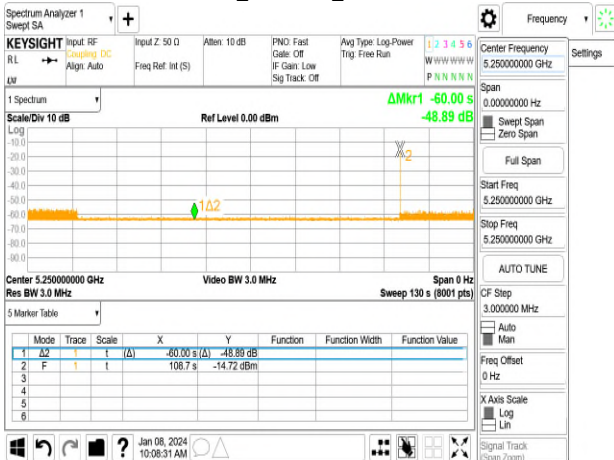 Spectrum Analyzer 1
Swept SA
+
Frequency
KEYSIGHT
Input: RF
Coupling: DC
Align: Auto
Input Z: 50 Ω
Freq Ref: Int (S)
Atten: 10 dB
PNO: Fast
Gate: Off
IF Gain: Low
Sig Track: Off
Avg Type: Log-Power
Trig: Free Run
1 2 3 4 5 6
W W W W W W
P N N N N N
RL
LXI
Settings
1 Spectrum
ΔMkr1 -60.00 s
Scale/Div 10 dB
Ref Level 0.00 dBm
-48.89 dB
Log
-10.0
-20.0
-30.0
-40.0
-50.0
-60.0
-70.0
-80.0
-90.0
2
1Δ2
Center 5.250000000 GHz
Video BW 3.0 MHz
Span 0 Hz
Res BW 3.0 MHz
Sweep 130 s (8001 pts)
5 Marker Table
Mode Trace Scale X Y Function Function Width Function Value
1 Δ2 1 t (Δ) -60.00 s (Δ) -48.89 dB
2 F 1 t 108.7 s -14.72 dBm
3
4
5
6
Jan 08, 2024
10:08:31 AM
Center Frequency
5.250000000 GHz
Span
0.00000000 Hz
Swept Span
Zero Span
Full Span
Start Freq
5.250000000 GHz
Stop Freq
5.250000000 GHz
AUTO TUNE
CF Step
3.000000 MHz
Auto
Man
Freq Offset
0 Hz
X Axis Scale
Log
Lin
Signal Track
(Span Zoom)